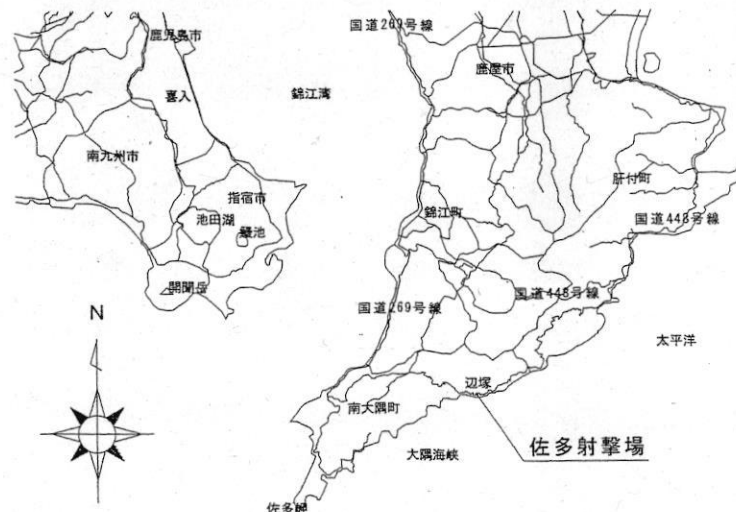 国道269号線
鹿児島市
鹿屋市
喜入
錦江湾
南九州市
肝付町
指宿市
池田湖
錦江町
国道448号線
鰻池
開聞岳
国道448号線
国道269号線
N
太平洋
辺塚
南大隅町
佐多射撃場
大隅海峡
佐多岬